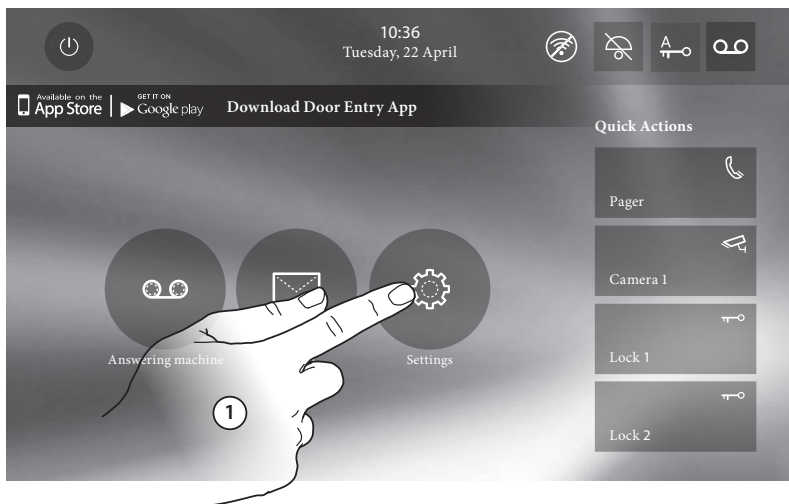 10:36
Tuesday, 22 April
A
Available on the
App Store
GET IT ON
Google play
Download Door Entry App
Quick Actions
Pager
Camera 1
Lock 1
Lock 2
Answering machine
Settings
1